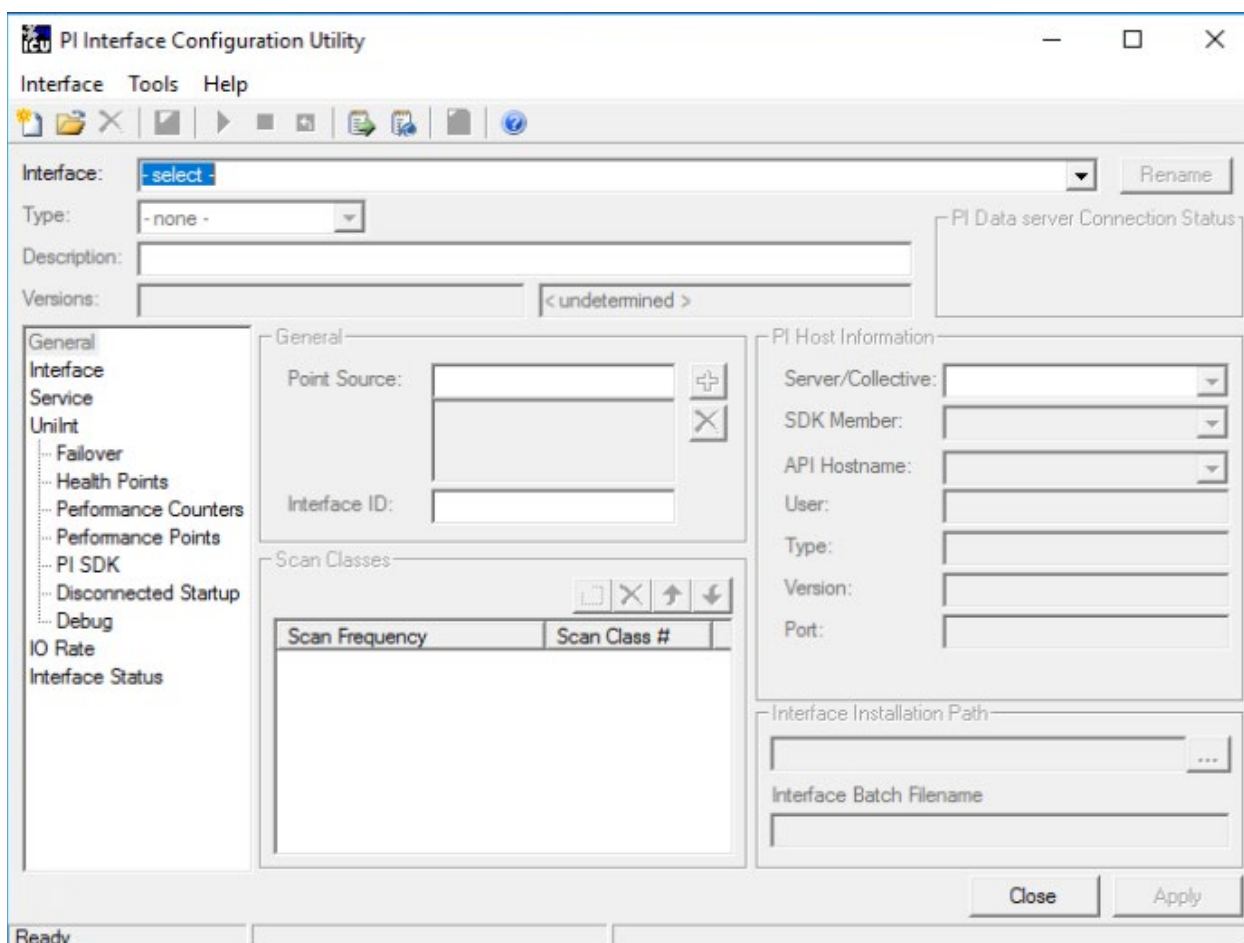 PI Interface Configuration Utility
Interface Tools Help
Interface: - select - Rename
Type: - none - PI Data server Connection Status
Description:
Versions: < undetermined >
General
Interface
Service
UniInt
Failover
Health Points
Performance Counters
Performance Points
PI SDK
Disconnected Startup
Debug
IO Rate
Interface Status
General
Point Source:
Interface ID:
Scan Classes
Scan Frequency Scan Class #
PI Host Information
Server/Collective:
SDK Member:
API Hostname:
User:
Type:
Version:
Port:
Interface Installation Path
...
Interface Batch Filename
Close Apply
Ready